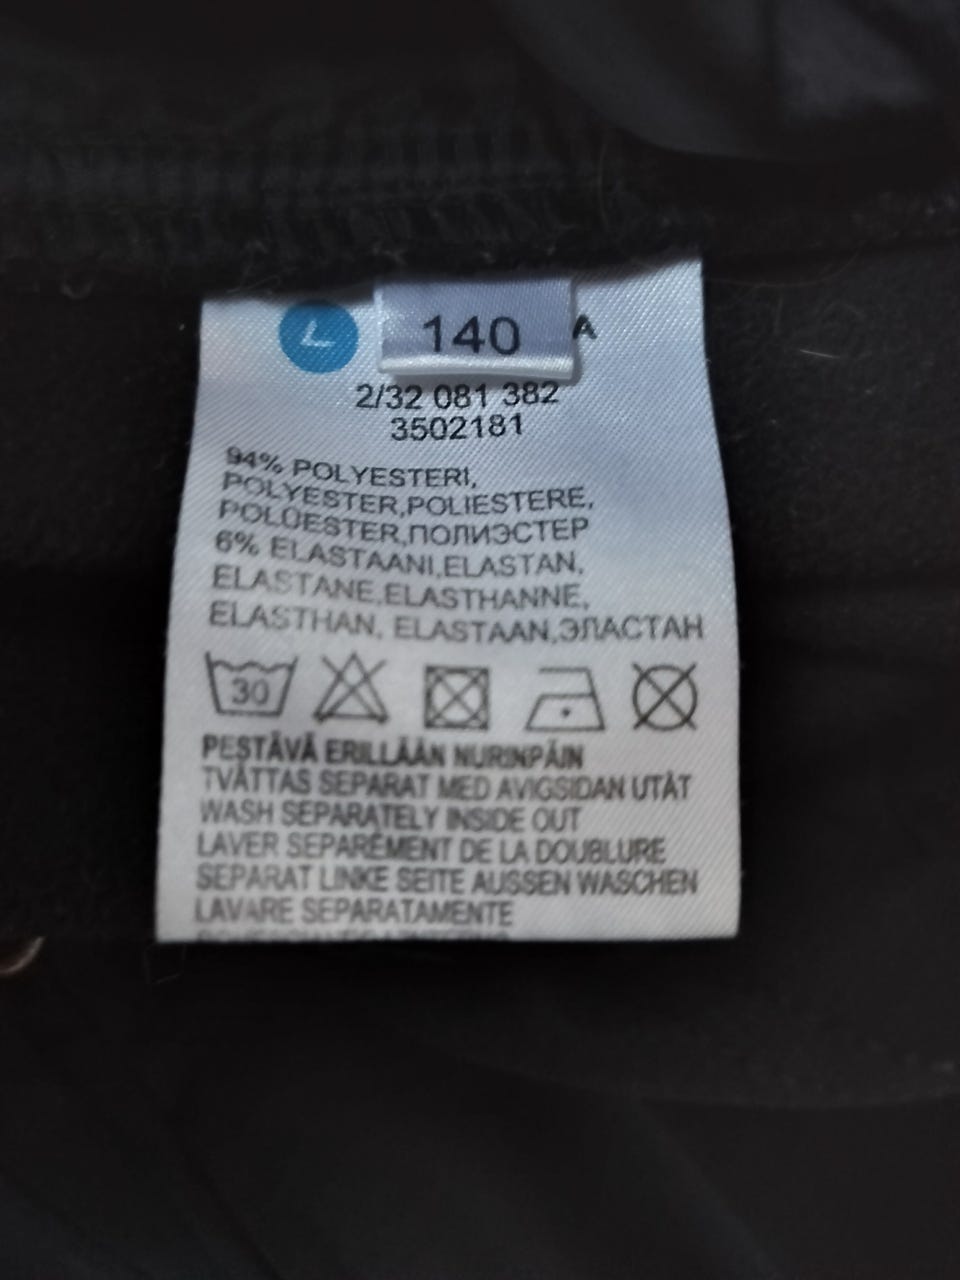 140 A
2/32 081 382
3502181
94% POLYESTERI,
POLYESTER,POLIESTERE,
POLÜESTER,ПОЛИЭСТЕР
6% ELASTAANI,ELASTAN,
ELASTANE,ELASTHANNE,
ELASTHAN, ELASTAAN,ЭЛАСТАН
30
PESTÄVÄ ERILLÄÄN NURINPÄIN
TVÄTTAS SEPARAT MED AVIGSIDAN UTÅT
WASH SEPARATELY INSIDE OUT
LAVER SEPARÉMENT DE LA DOUBLURE
SEPARAT LINKE SEITE AUSSEN WASCHEN
LAVARE SEPARATAMENTE